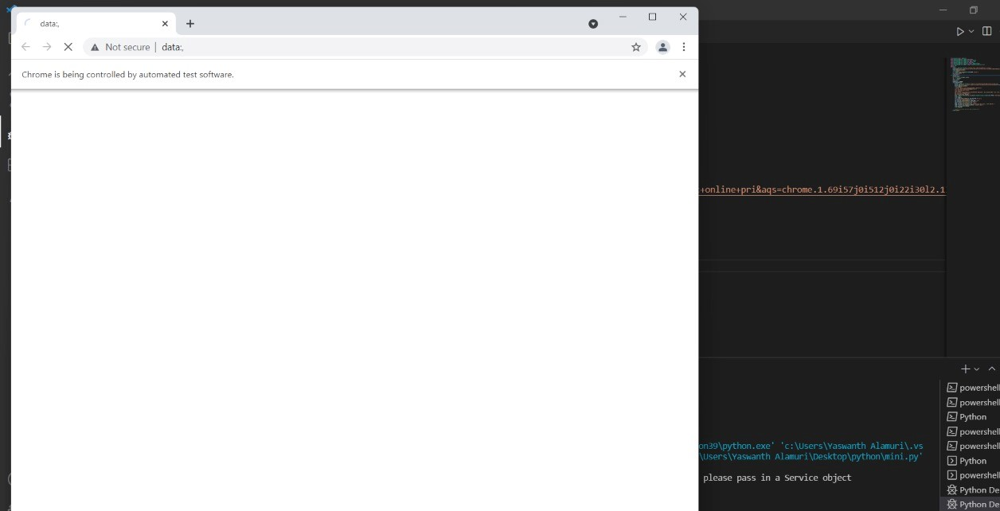 data:,
Not secure | data:,
Chrome is being controlled by automated test software.
+online+pri&aqs=chrome.1.69i57j0i512j0i22i30l2.1
powershell
powershell
Python
powershell
on39\python.exe' 'c:\Users\Yaswanth Alamuri\.vs
powershell
\Users\Yaswanth Alamuri\Desktop\python\mini.py'
Python
please pass in a Service object
powershell
Python De
Python De